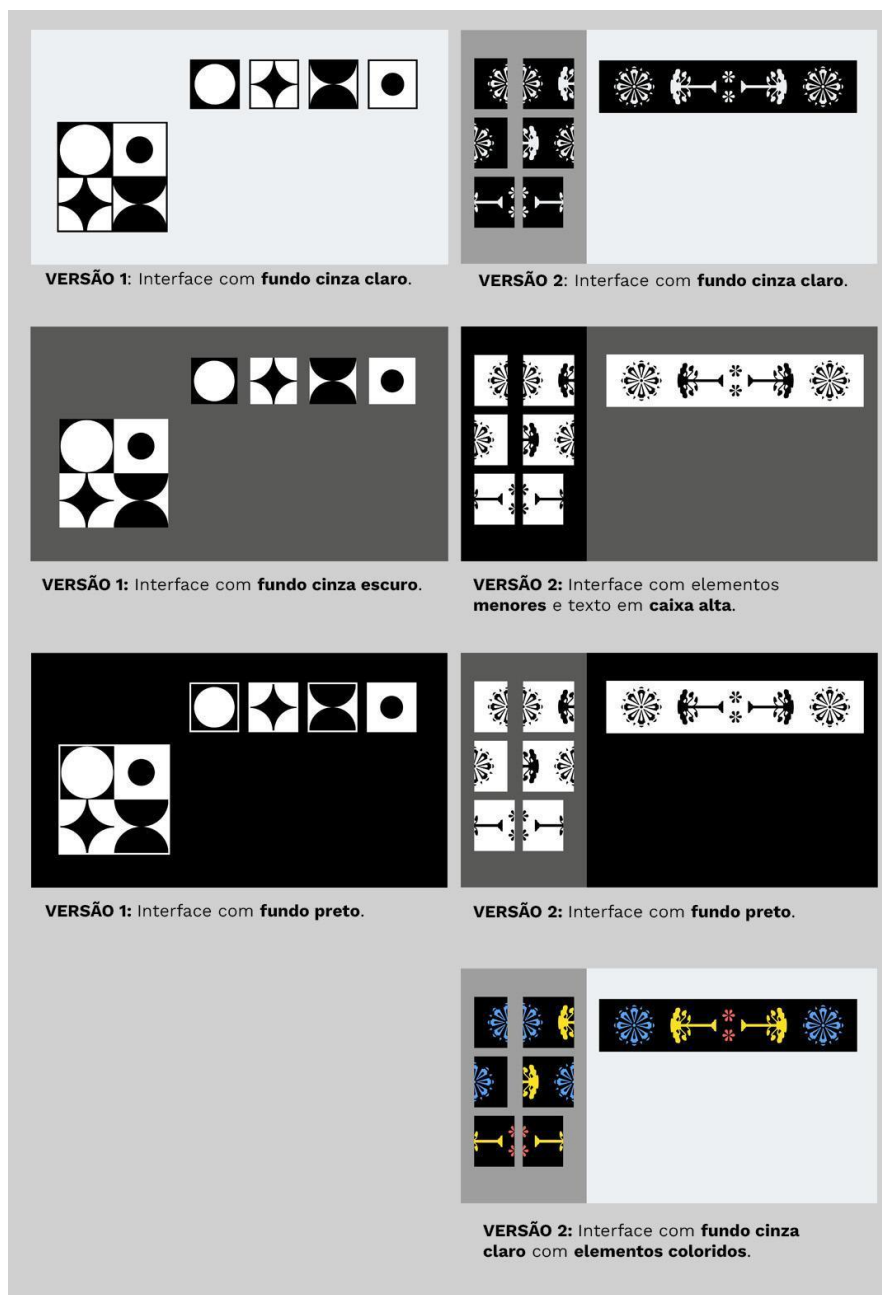 VERSÃO 1: Interface com fundo cinza claro.
VERSÃO 2: Interface com fundo cinza claro.
VERSÃO 1: Interface com fundo cinza escuro.
VERSÃO 2: Interface com elementos
menores e texto em caixa alta.
VERSÃO 1: Interface com fundo preto.
VERSÃO 2: Interface com fundo preto.
VERSÃO 2: Interface com fundo cinza
claro com elementos coloridos.